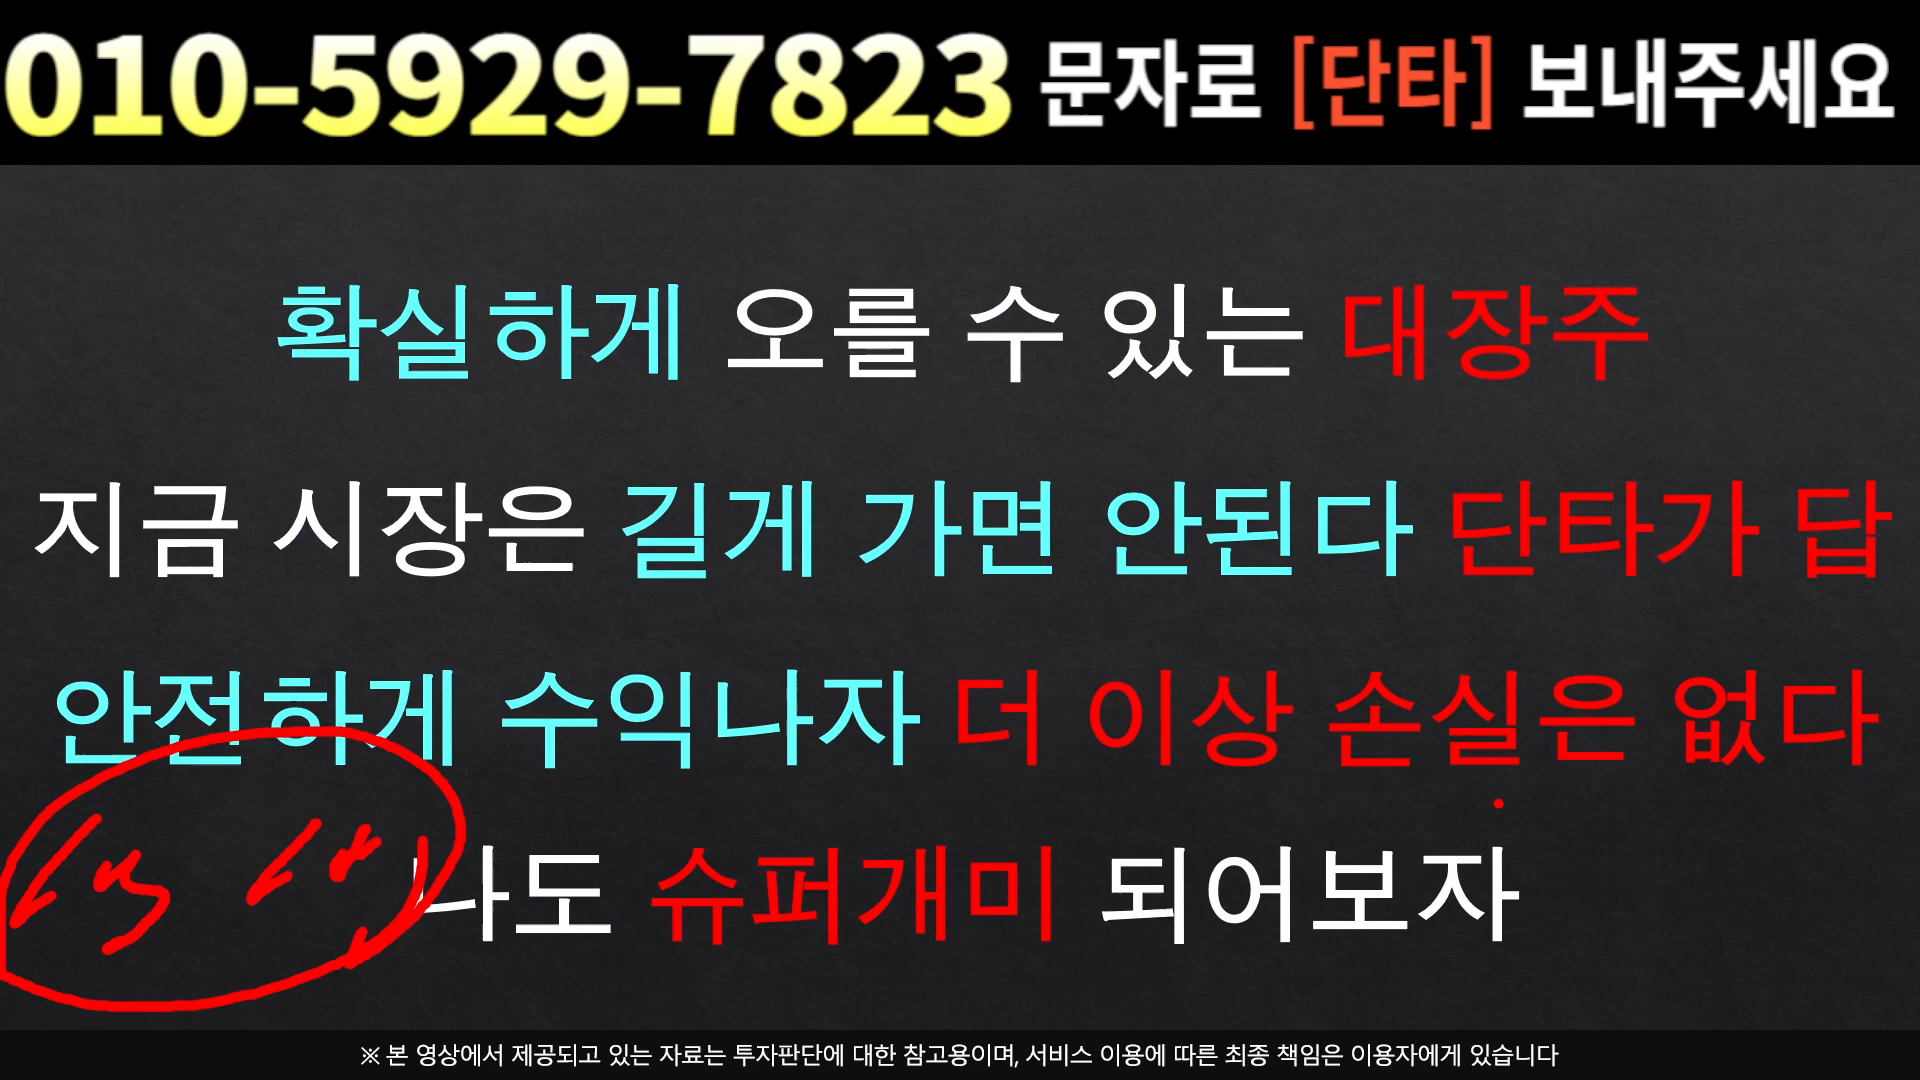 010-5929-7823 문자로 [단타] 보내주세요
확실하게 오를 수 있는 대장주
지금 시장은 길게 가면 안된다 단타가 답
안전하게 수익나자 더 이상 손실은 없다
나도 슈퍼개미 되어보자
※ 본 영상에서 제공되고 있는 자료는 투자판단에 대한 참고용이며, 서비스 이용에 따른 최종 책임은 이용자에게 있습니다